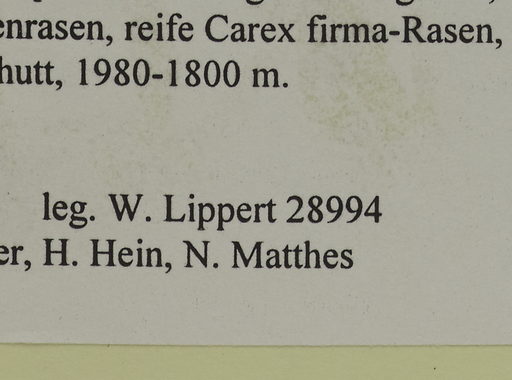 enrasen, reife Carex firma-Rasen,
hutt, 1980-1800 m.
leg. W. Lippert 28994
er, H. Hein, N. Matthes